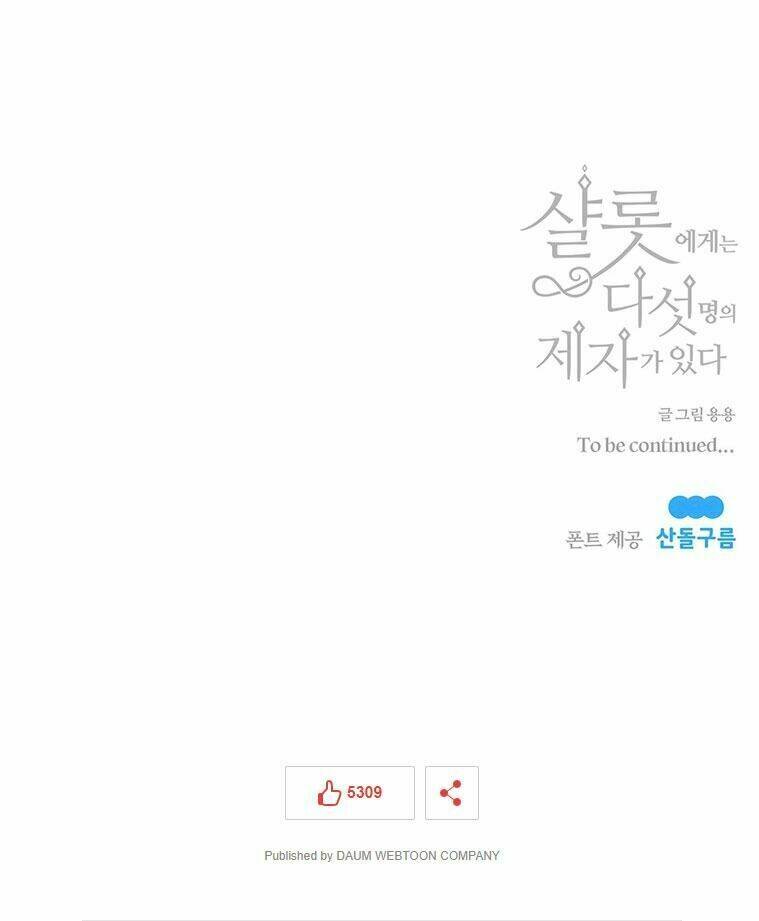 샬롯에게는
다섯명의
제자가 있다
글 그림 용용
To be continued...
폰트 제공 산돌구름
5309
Published by DAUM WEBTOON COMPANY